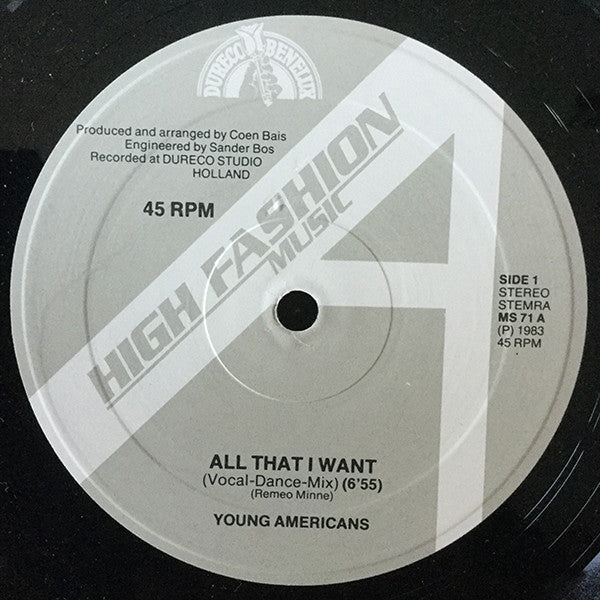 DURECO BENELUX
Produced and arranged by Coen Bais
Engineered by Sander Bos
Recorded at DURECO STUDIO
HOLLAND
45 RPM
HIGH FASHION
MUSIC
SIDE 1
STEREO
STEMRA
MS 71 A
(P) 1983
45 RPM
ALL THAT I WANT
(Vocal-Dance-Mix) (6'55)
(Remeo Minne)
YOUNG AMERICANS